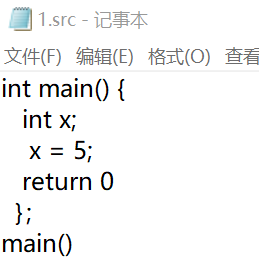 1.src - 记事本
文件(F) 编辑(E) 格式(O) 查看
int main() {
int x;
x = 5;
return 0
};
main()